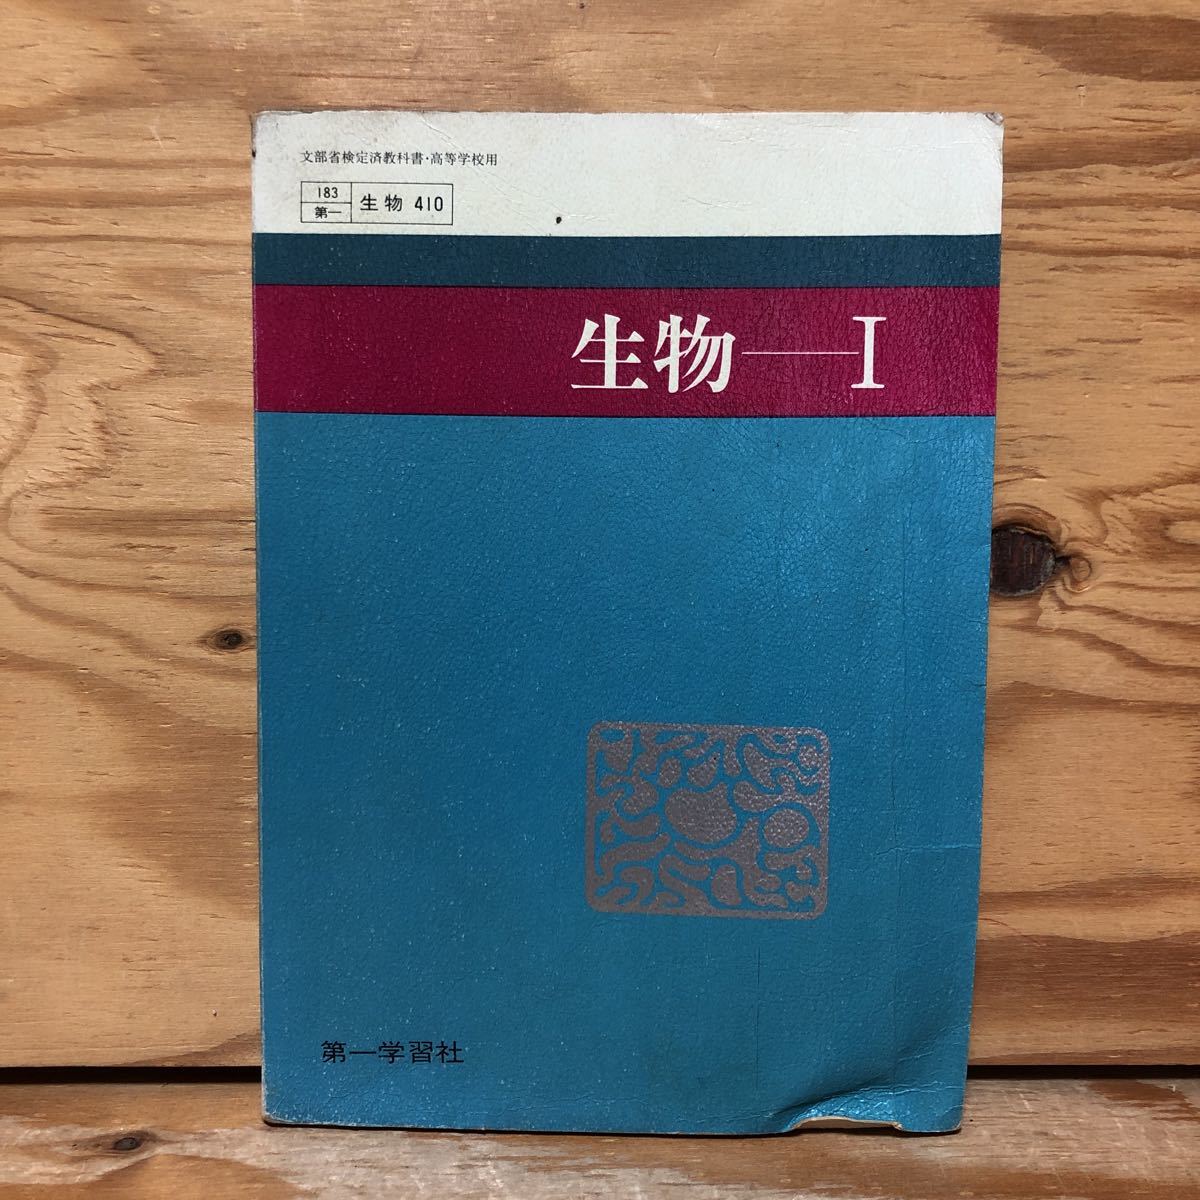 文部省検定済教科書・高等学校用
183
第一
生物 410
生物―I
第一学習社